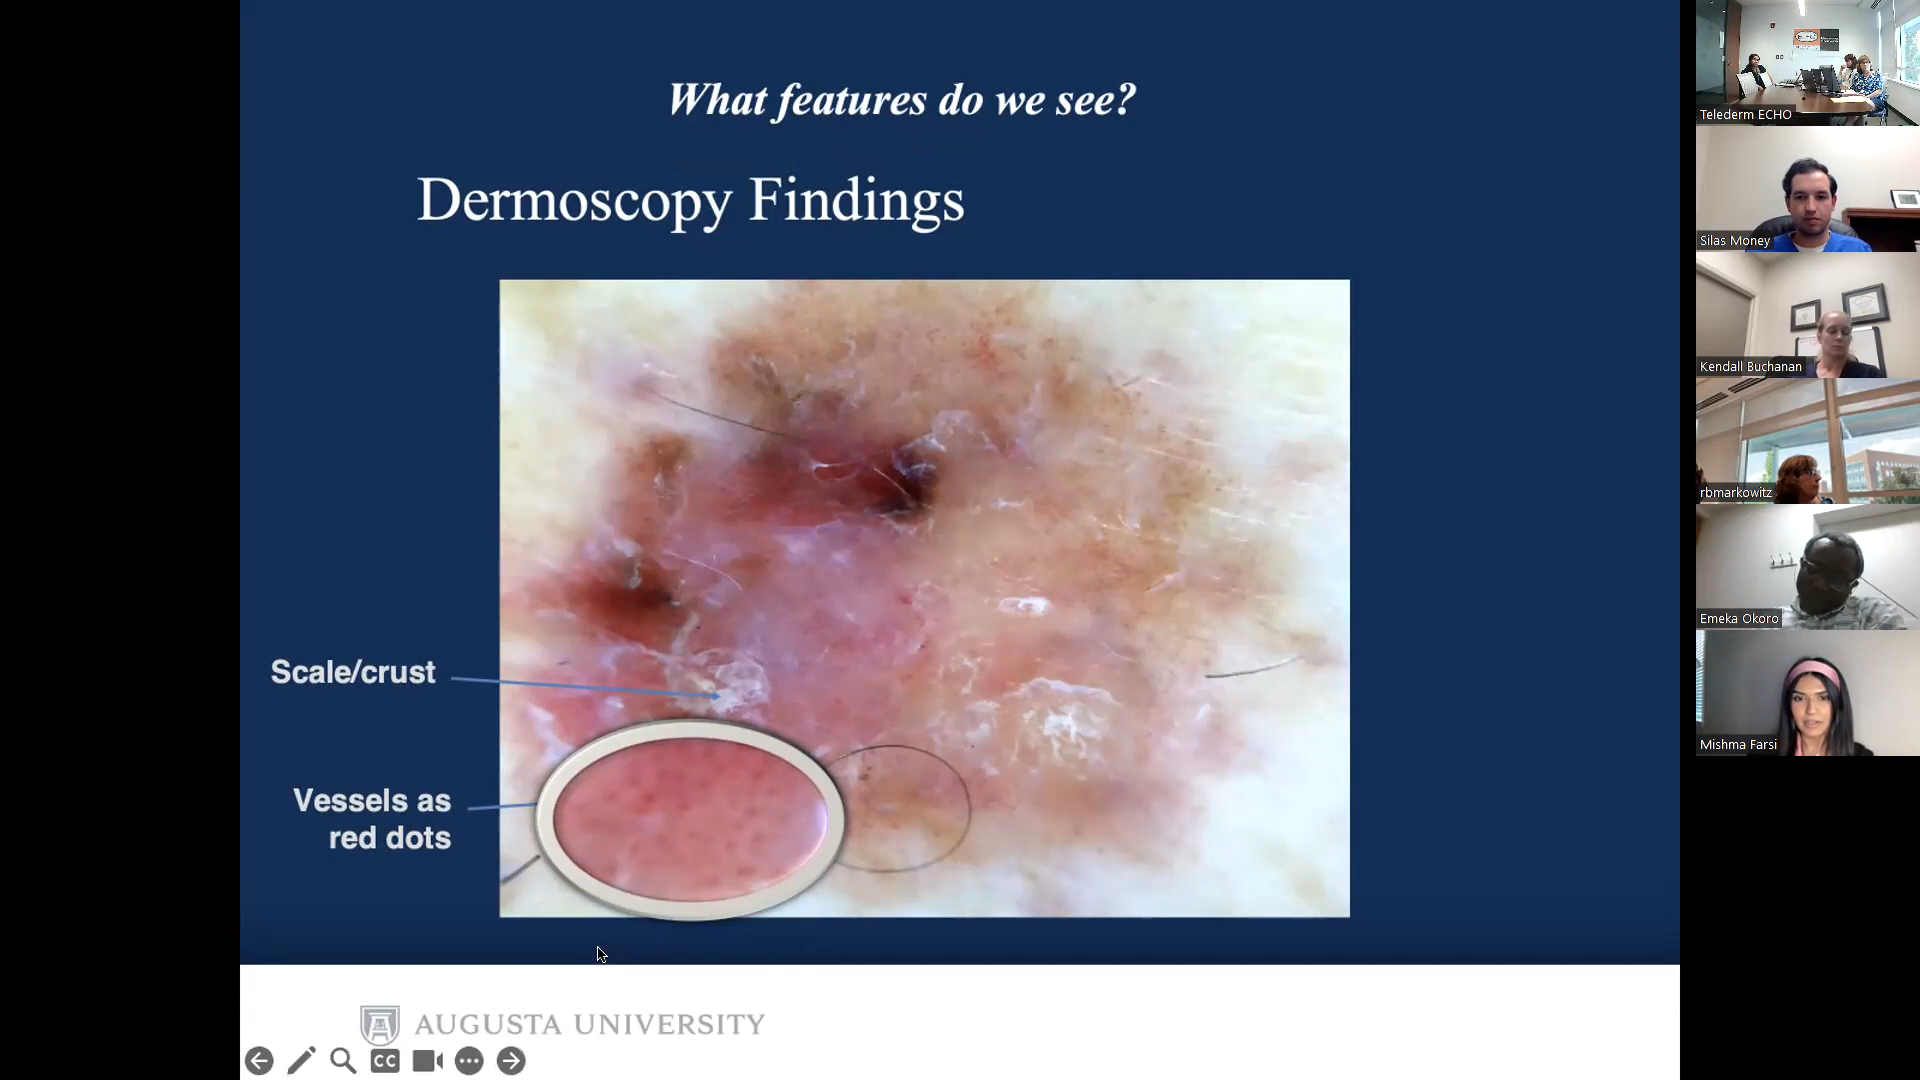 What features do we see?
Dermoscopy Findings
Scale/crust
Vessels as
red dots
AUGUSTA UNIVERSITY
CC
Telederm ECHO
Silas Money
Kendall Buchanan
rbmarkowitz
Emeka Okoro
Mishma Farsi